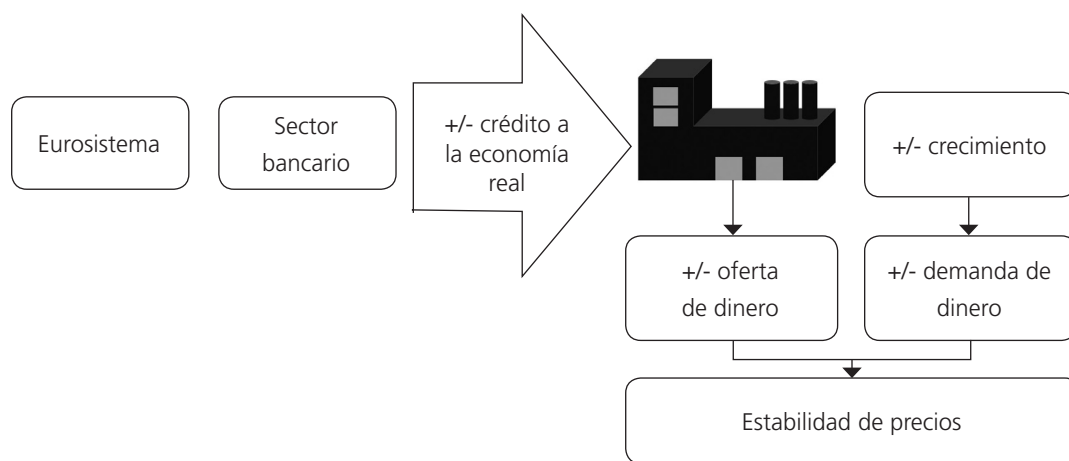 Eurosistema
Sector
bancario
+/- crédito a
la economía
real
+/- crecimiento
+/- oferta
de dinero
+/- demanda de
dinero
Estabilidad de precios